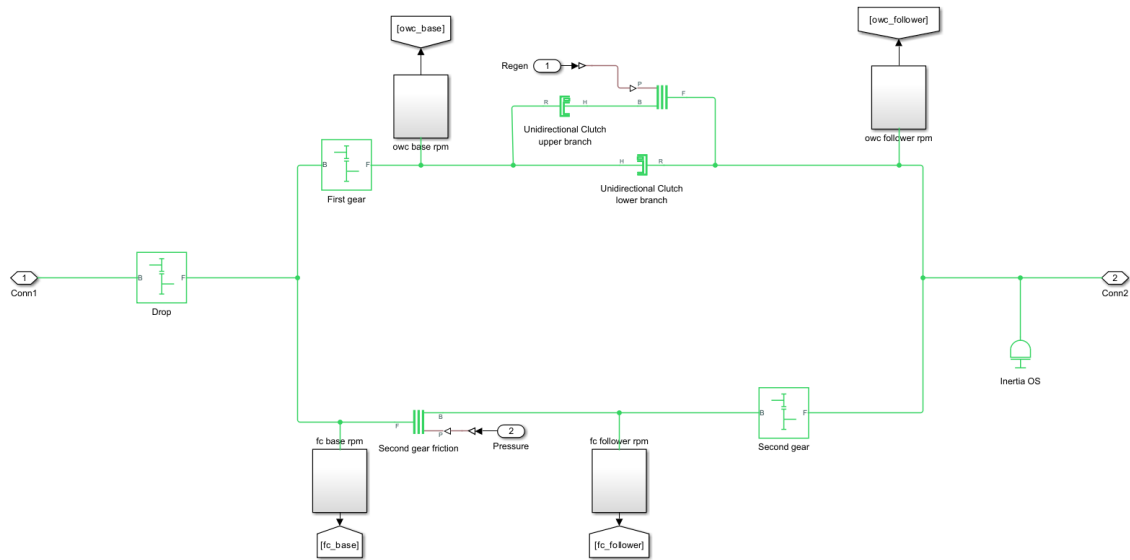 [owc_base]
[owc_follower]
Regen
1
P
F
R
H
B
Unidirectional Clutch
upper branch
owc base rpm
owc follower rpm
H
R
B
F
Unidirectional Clutch
lower branch
First gear
1
B
F
2
Conn1
Conn2
Drop
Inertia OS
B
B
F
F
P
2
fc base rpm
Second gear friction
Pressure
fc follower rpm
Second gear
[fc_base]
[fc_follower]